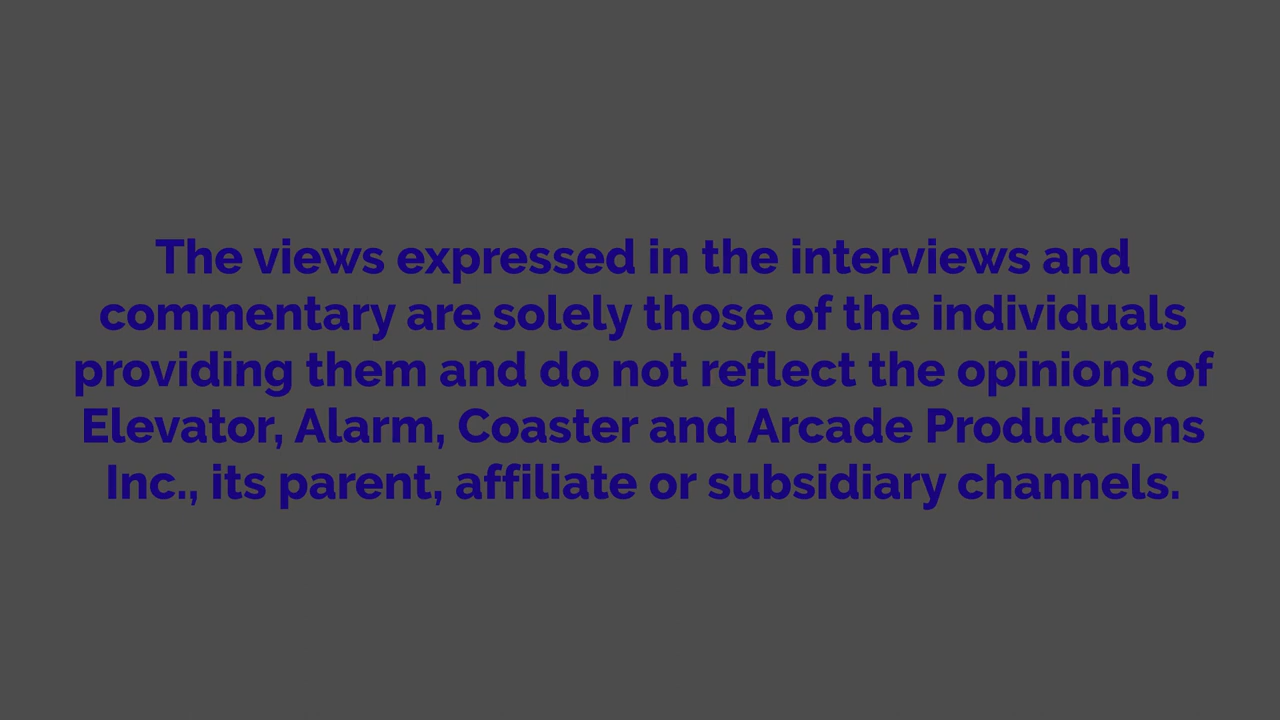 The views expressed in the interviews and
commentary are solely those of the individuals
providing them and do not reflect the opinions of
Elevator, Alarm, Coaster and Arcade Productions
Inc., its parent, affiliate or subsidiary channels.